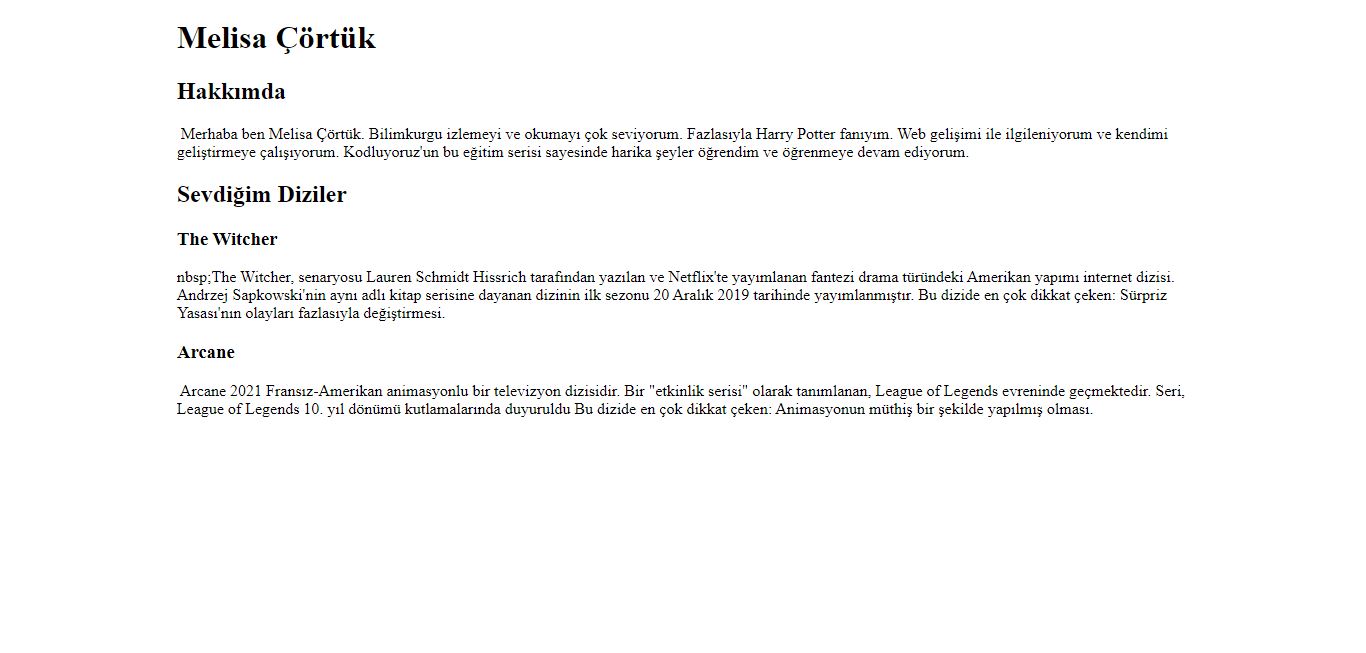 Melisa Çörtük
Hakkımda
Merhaba ben Melisa Çörtük. Bilimkurgu izlemeyi ve okumayı çok seviyorum. Fazlasıyla Harry Potter fanıyım. Web gelişimi ile ilgileniyorum ve kendimi
geliştirmeye çalışıyorum. Kodluyoruz'un bu eğitim serisi sayesinde harika şeyler öğrendim ve öğrenmeye devam ediyorum.
Sevdiğim Diziler
The Witcher
nbsp;The Witcher, senaryosu Lauren Schmidt Hissrich tarafından yazılan ve Netflix'te yayımlanan fantezi drama türündeki Amerikan yapımı internet dizisi.
Andrzej Sapkowski'nin aynı adlı kitap serisine dayanan dizinin ilk sezonu 20 Aralık 2019 tarihinde yayımlanmıştır. Bu dizide en çok dikkat çeken: Sürpriz
Yasası'nın olayları fazlasıyla değiştirmesi.
Arcane
Arcane 2021 Fransız-Amerikan animasyonlu bir televizyon dizisidir. Bir "etkinlik serisi" olarak tanımlanan, League of Legends evreninde geçmektedir. Seri,
League of Legends 10. yıl dönümü kutlamalarında duyuruldu Bu dizide en çok dikkat çeken: Animasyonun müthiş bir şekilde yapılmış olması.